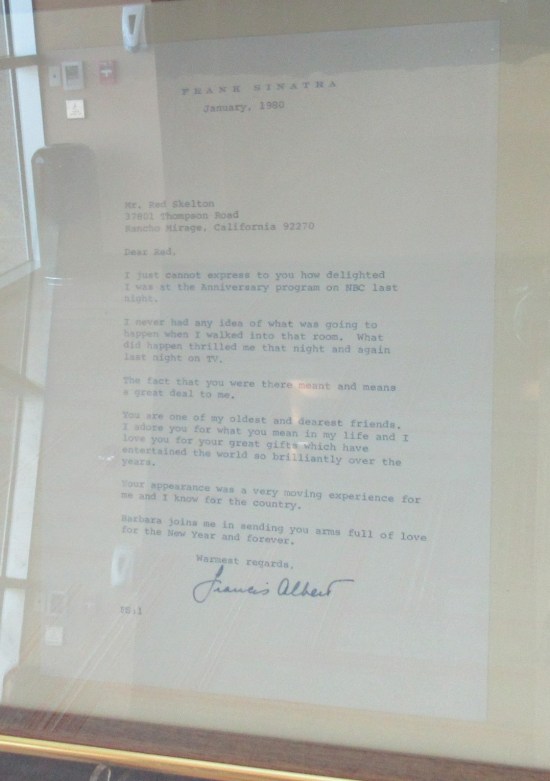 FRANK SINATRA
January, 1980
Mr. Red Skelton
37801 Thompson Road
Rancho Mirage, California 92270
Dear Red,
I just cannot express to you how delighted
I was at the Anniversary program on NBC last
night.
I never had any idea of what was going to
happen when I walked into that room. What
did happen thrilled me that night and again
last night on TV.
The fact that you were there meant and means
a great deal to me.
You are one of my oldest and dearest friends.
I adore you for what you mean in my life and I
love you for your great gifts which have
entertained the world so brilliantly over the
years.
Your appearance was a very moving experience for
me and I know for the country.
Barbara joins me in sending you arms full of love
for the New Year and forever.
Warmest regards,
Francis Albert